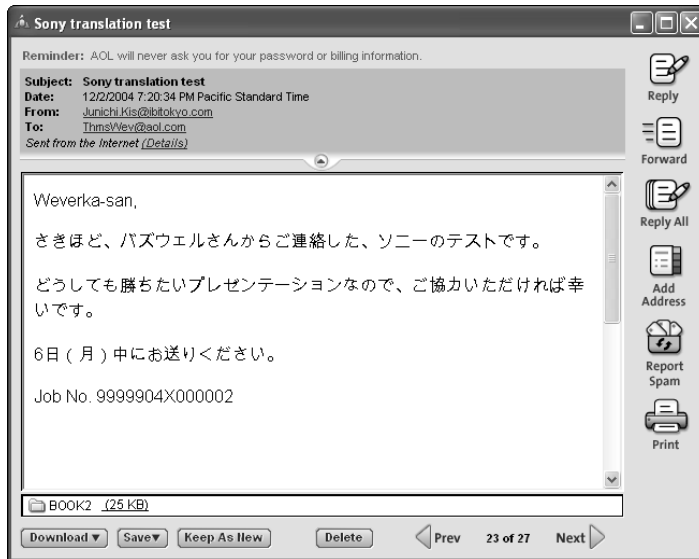 Sony translation test
Reminder: AOL will never ask you for your password or billing information.
Subject: Sony translation test
Date: 12/2/2004 7:20:34 PM Pacific Standard Time
From: Junichi.Kis@ibitokyo.com
To: ThmsWev@aol.com
Sent from the Internet (Details)
Weverka-san,
さきほど、バズウェルさんからご連絡した、ソニーのテストです。
どうしても勝ちたいプレゼンテーションなので、ご協力いただければ幸
いです。
6日（月）中にお送りください。
Job No. 9999904X000002
BOOK2 (25 KB)
Download Save Keep As New Delete Prev 23 of 27 Next
Reply
Forward
Reply All
Add
Address
Report
Spam
Print